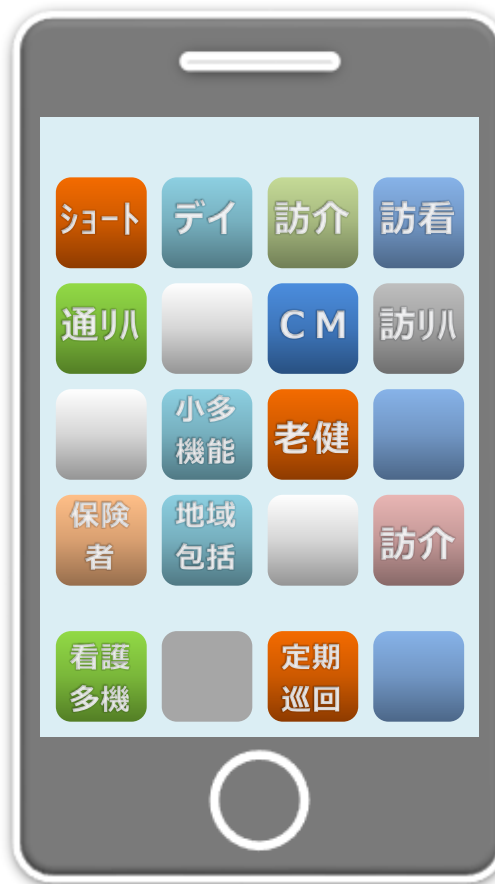 ｼｮｰﾄ デイ 訪介 訪看
通ﾘﾊ ＣＭ 訪ﾘﾊ
小多
機能
老健
保険
者
地域
包括
訪介
看護
多機
定期
巡回